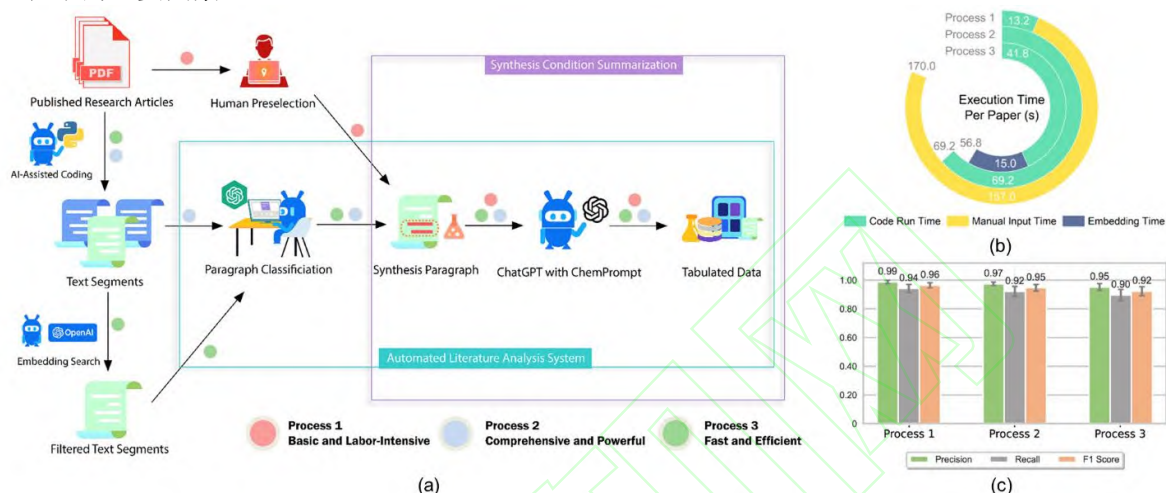 PDF
Published Research Articles
Human Preselection
AI-Assisted Coding
Text Segments
Paragraph Classificiation
Synthesis Condition Summarization
Synthesis Paragraph
ChatGPT with ChemPrompt
Tabulated Data
OpenAI
Embedding Search
Automated Literature Analysis System
Filtered Text Segments
Process 1
Basic and Labor-Intensive
Process 2
Comprehensive and Powerful
Process 3
Fast and Efficient
(a)
Process 1 13.2
Process 2
Process 3 41.8
170.0
Execution Time
Per Paper (s)
69.2
56.8
15.0
69.2
157.0
Code Run Time
Manual Input Time
Embedding Time
(b)
1.00
0.80
0.60
0.40
0.20
0
0.99
0.94
0.96
0.97
0.92
0.95
0.95
0.90
0.92
Process 1
Process 2
Process 3
Precision
Recall
F1 Score
(c)